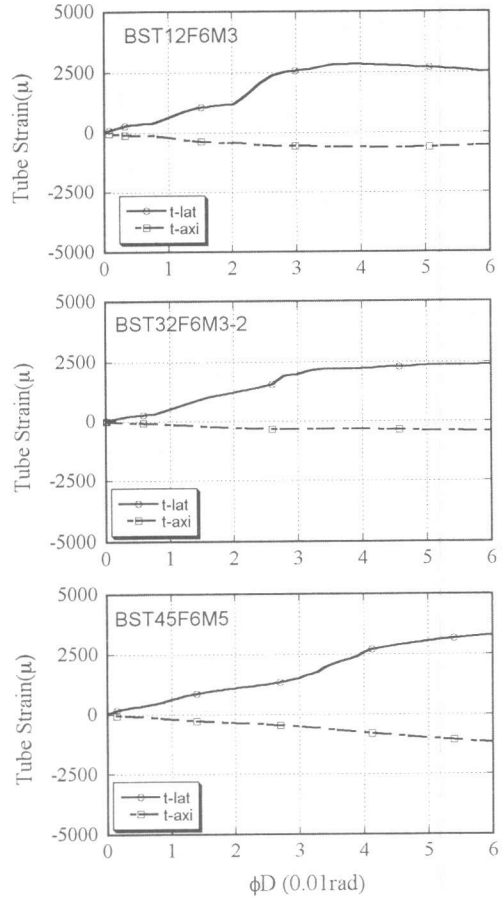 5000
BST12F6M3
2500
0
-2500
-5000
Tube Strain(μ)
t-lat
t-axi
0 1 2 3 4 5 6
5000
BST32F6M3-2
2500
0
-2500
-5000
Tube Strain(μ)
t-lat
t-axi
0 1 2 3 4 5 6
5000
BST45F6M5
2500
0
-2500
-5000
Tube Strain(μ)
t-lat
t-axi
0 1 2 3 4 5 6
ϕD (0.01rad)